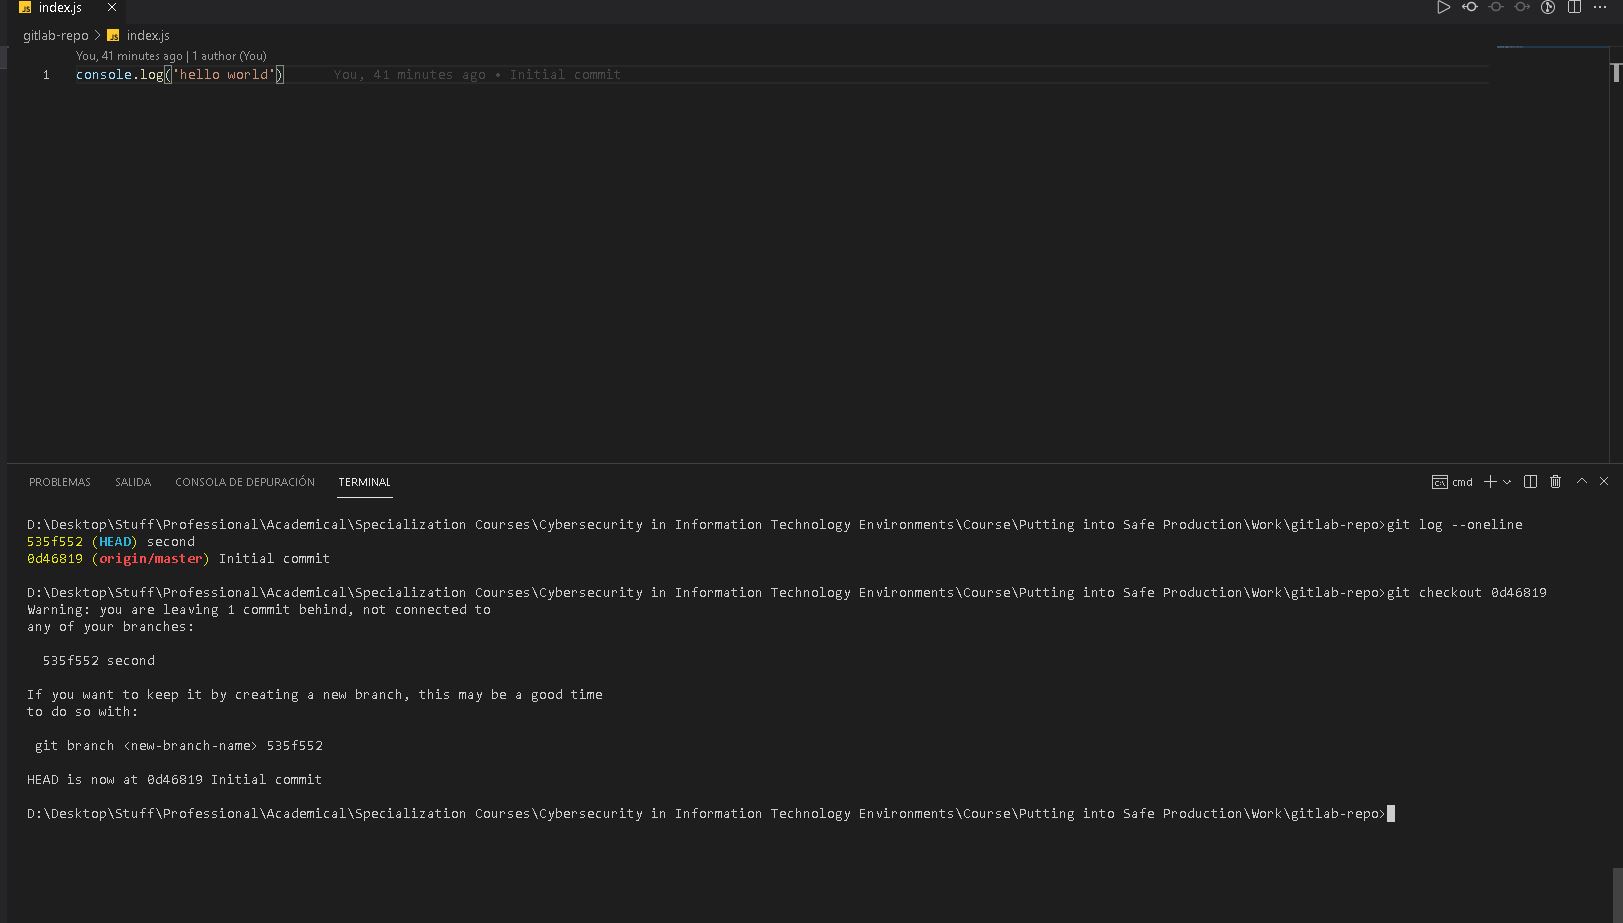 JS index.js
gitlab-repo > JS index.js
You, 41 minutes ago | 1 author (You)
1 console.log('hello world') You, 41 minutes ago • Initial commit
PROBLEMAS SALIDA CONSOLA DE DEPURACIÓN TERMINAL cmd
D:\Desktop\Stuff\Professional\Academical\Specialization Courses\Cybersecurity in Information Technology Environments\Course\Putting into Safe Production\Work\gitlab-repo>git log --oneline
535f552 (HEAD) second
0d46819 (origin/master) Initial commit
D:\Desktop\Stuff\Professional\Academical\Specialization Courses\Cybersecurity in Information Technology Environments\Course\Putting into Safe Production\Work\gitlab-repo>git checkout 0d46819
Warning: you are leaving 1 commit behind, not connected to
any of your branches:
535f552 second
If you want to keep it by creating a new branch, this may be a good time
to do so with:
git branch <new-branch-name> 535f552
HEAD is now at 0d46819 Initial commit
D:\Desktop\Stuff\Professional\Academical\Specialization Courses\Cybersecurity in Information Technology Environments\Course\Putting into Safe Production\Work\gitlab-repo>